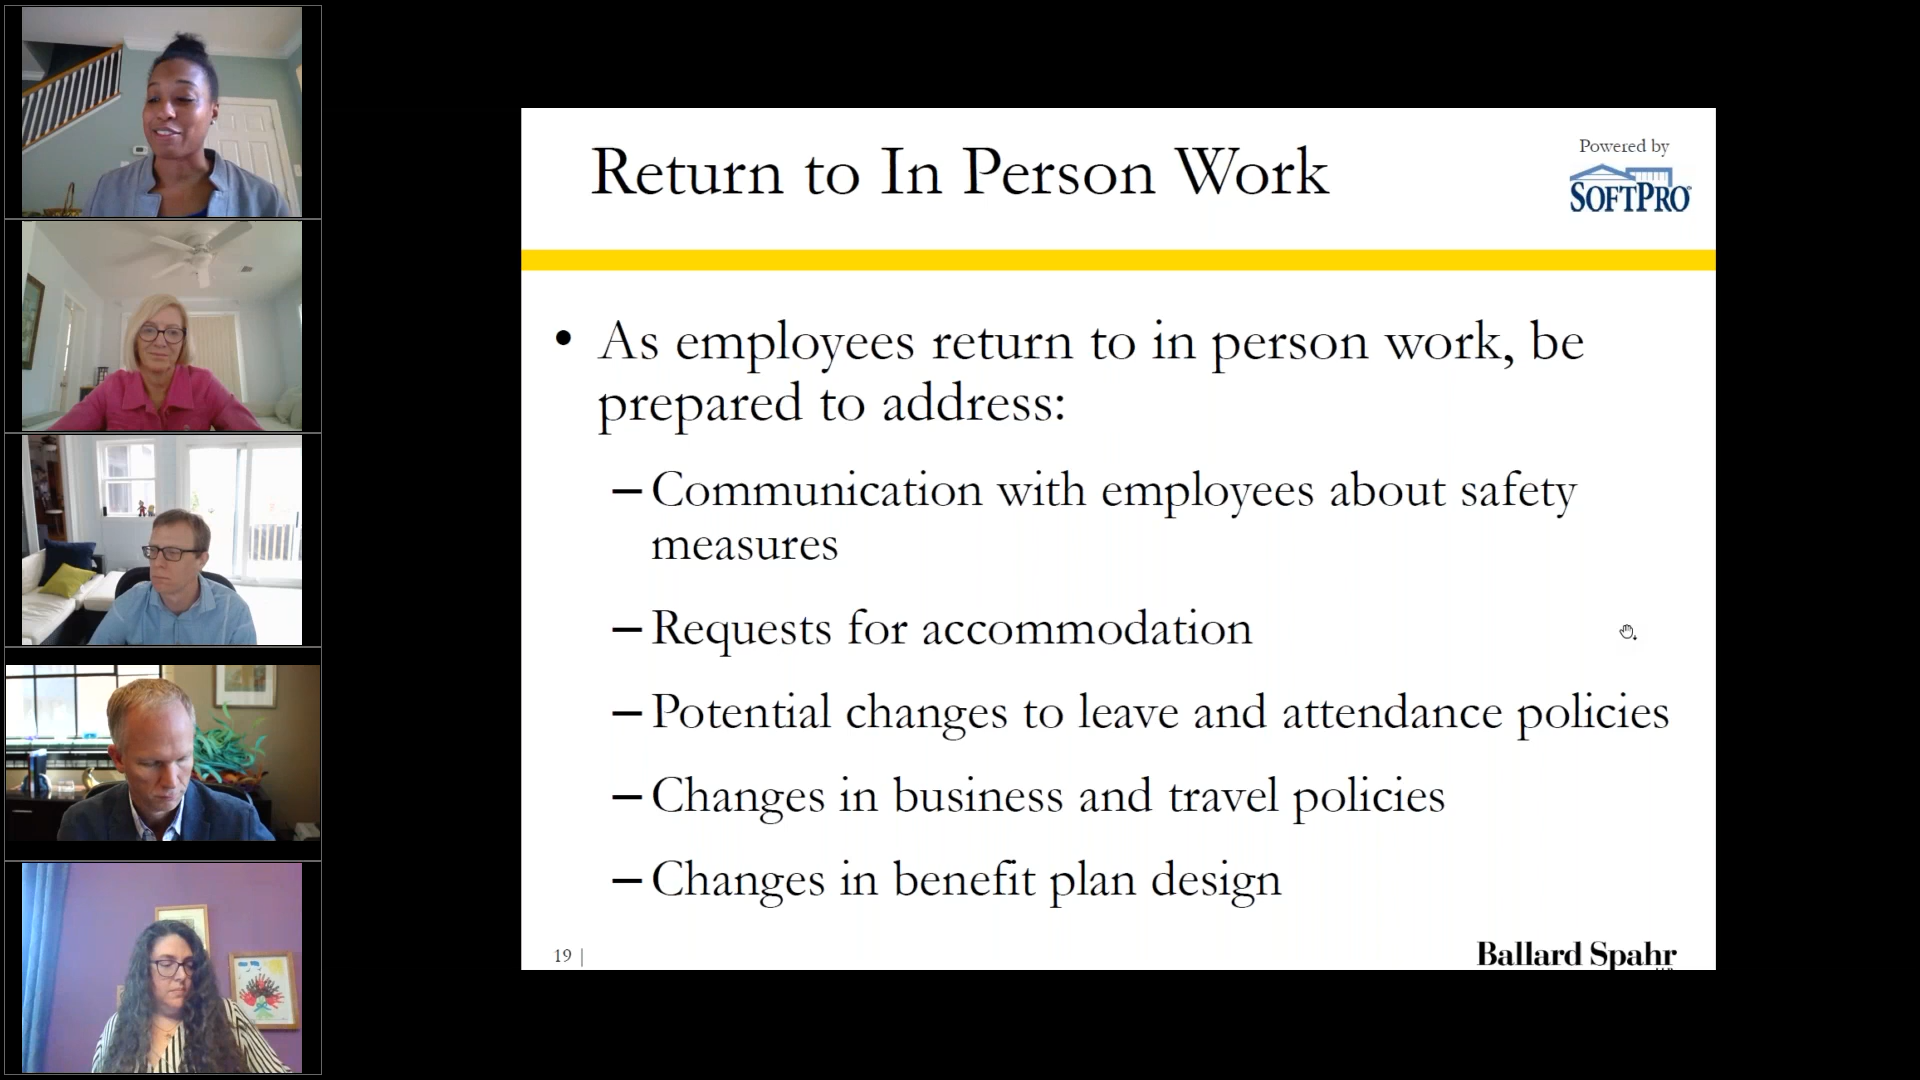 Return to In Person Work
Powered by
SOFTPRO
• As employees return to in person work, be
prepared to address:
– Communication with employees about safety
measures
– Requests for accommodation
– Potential changes to leave and attendance policies
– Changes in business and travel policies
– Changes in benefit plan design
19 |
Ballard Spahr